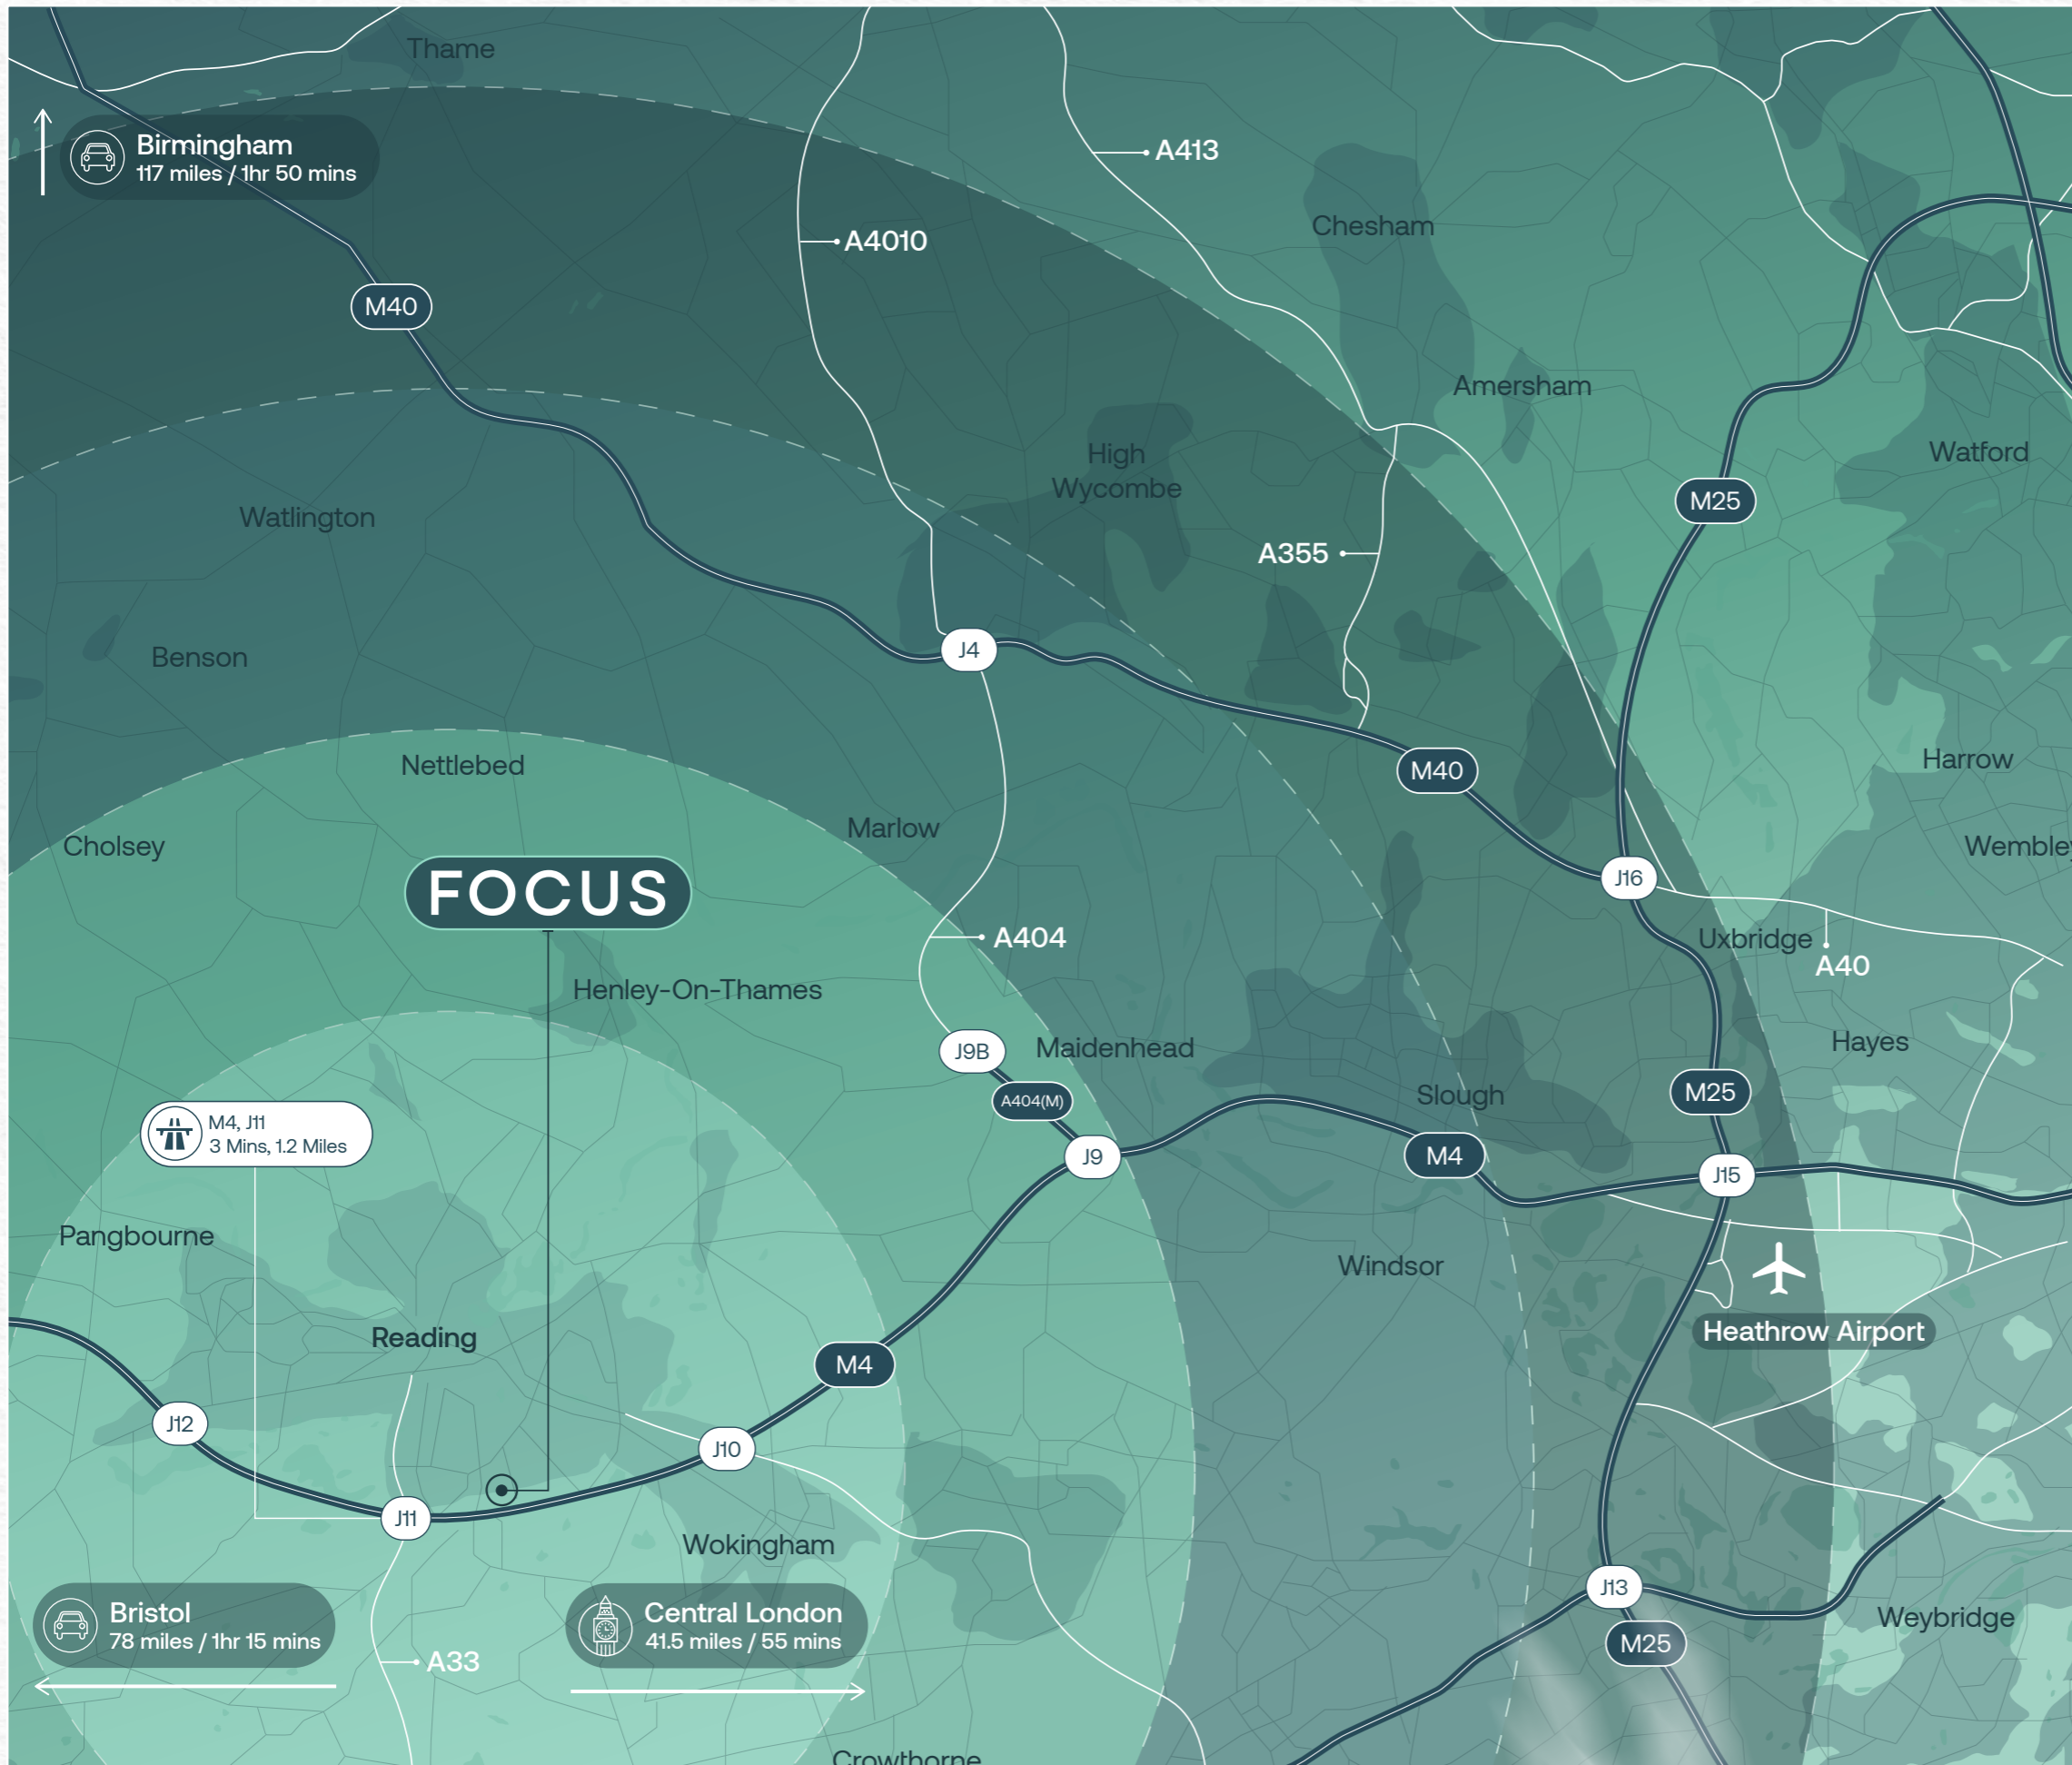 Thame
Birmingham
117 miles / 1hr 50 mins
A413
A4010
Chesham
M40
Amersham
High
Wycombe
Watford
M25
Watlington
A355
Benson
J4
Nettlebed
M40
Harrow
Marlow
Cholsey
Wembley
J16
FOCUS
A404
Uxbridge
A40
Henley-On-Thames
J9B
Maidenhead
Hayes
A404(M)
Slough
M25
M4, J11
3 Mins, 1.2 Miles
J9
M4
J15
Pangbourne
Windsor
Reading
Heathrow Airport
M4
J12
J10
J11
Wokingham
J13
Bristol
78 miles / 1hr 15 mins
Central London
41.5 miles / 55 mins
Weybridge
M25
A33
Crowthorne